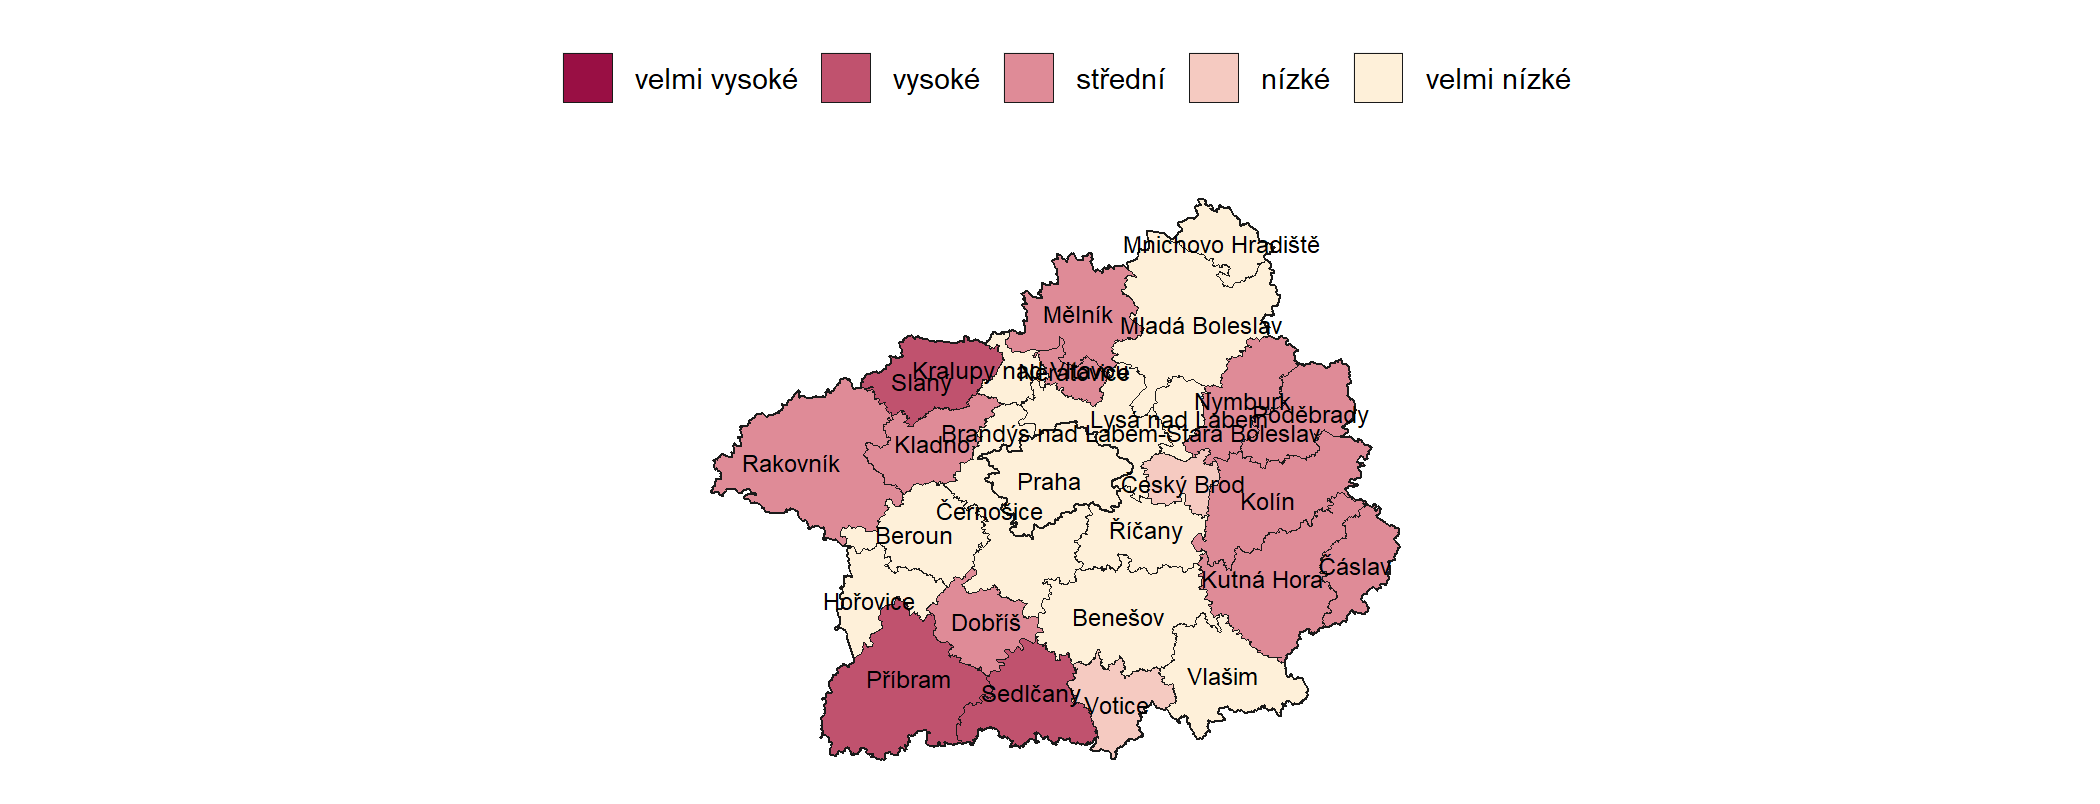 velmi vysoké
vysoké
střední
nízké
velmi nízké
Mnichovo Hradiště
Mělník
Mladá Boleslav
Kralupy nad Vltavou
Neratovice
Slaný
Nymburk
Poděbrady
Lysá nad Labem
Brandýs nad Labem-Stará Boleslav
Kladno
Rakovník
Praha
Český Brod
Kolín
Černošice
Říčany
Beroun
Čáslav
Kutná Hora
Hořovice
Benešov
Dobříš
Vlašim
Příbram
Sedlčany
Votice